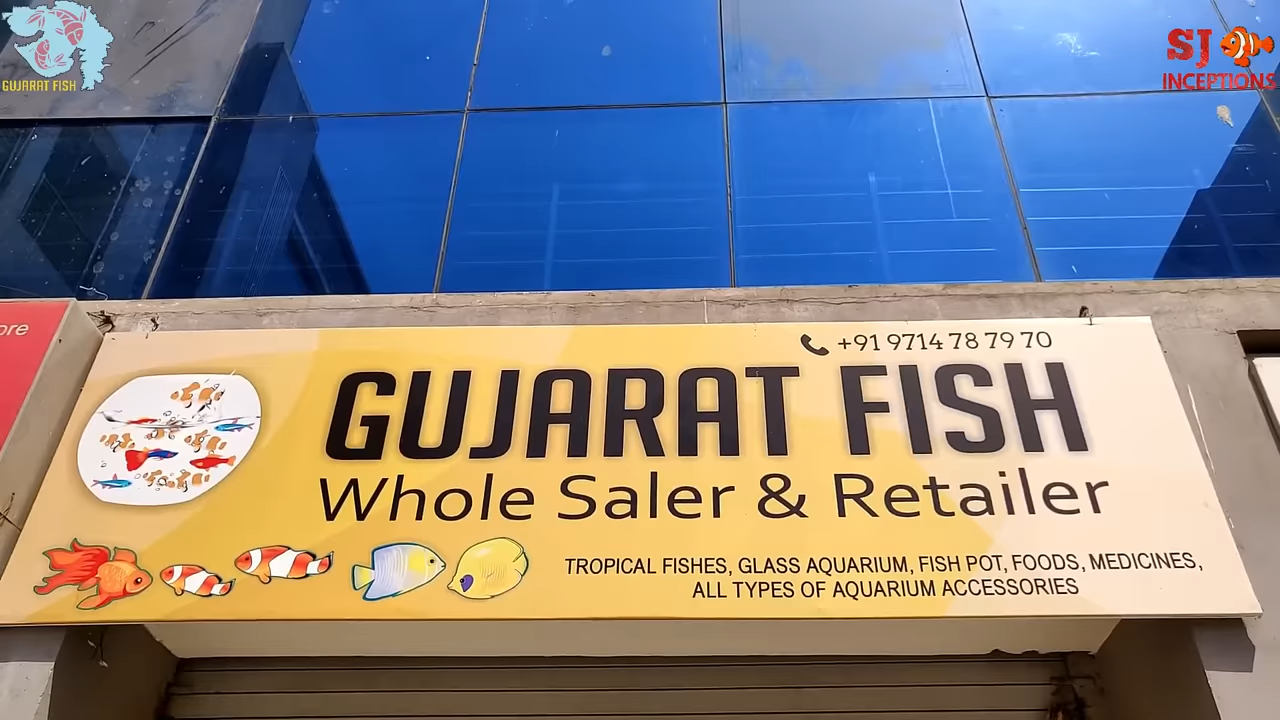 GUJARAT FISH
SJ
INCEPTIONS
ore
+91 9714 78 79 70
GUJARAT FISH
Whole Saler & Retailer
TROPICAL FISHES, GLASS AQUARIUM, FISH POT, FOODS, MEDICINES,
ALL TYPES OF AQUARIUM ACCESSORIES